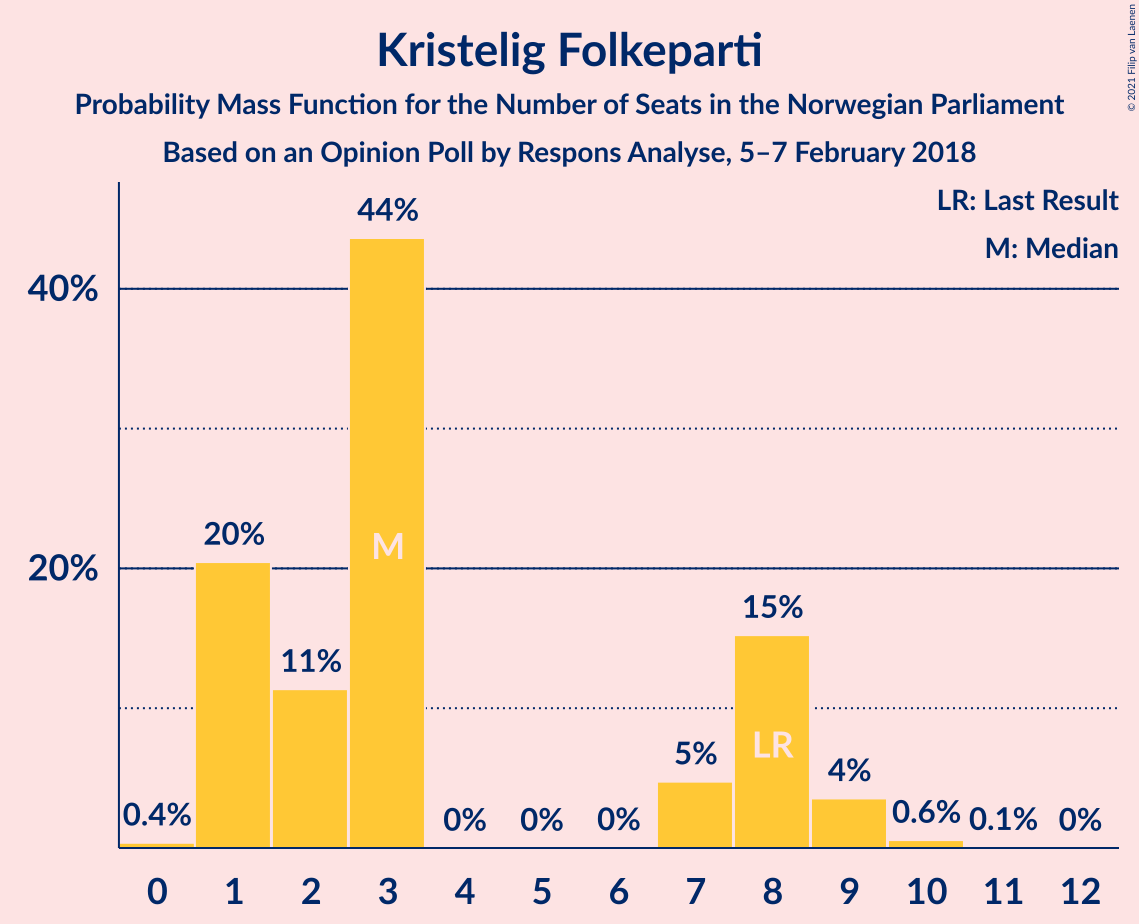 Kristelig Folkeparti
Probability Mass Function for the Number of Seats in the Norwegian Parliament
Based on an Opinion Poll by Respons Analyse, 5–7 February 2018
© 2021 Filip van Laenen
LR: Last Result
M: Median
40%
20%
0.4%
20%
11%
44%
0%
0%
0%
5%
15%
4%
0.6%
0.1%
0%
M
LR
0 1 2 3 4 5 6 7 8 9 10 11 12